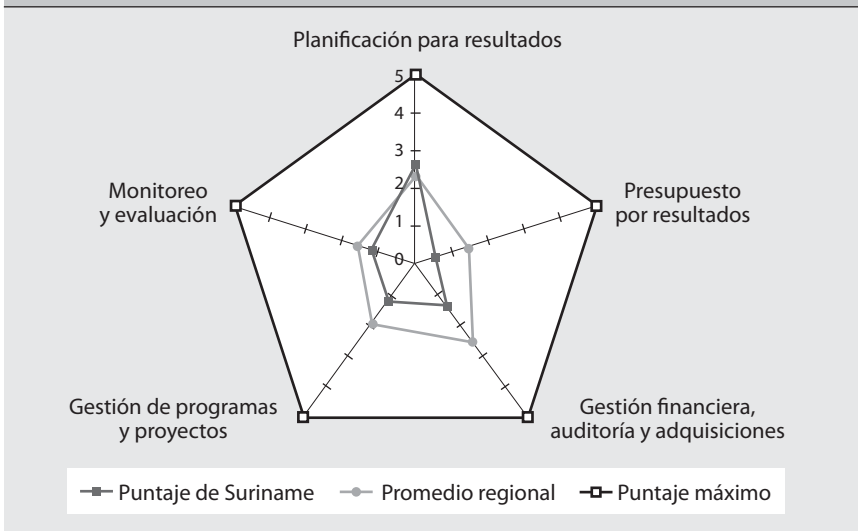 Planificación para resultados
5
4
3
2
1
0
Monitoreo
y evaluación
Presupuesto
por resultados
Gestión de programas
y proyectos
Gestión financiera,
auditoría y adquisiciones
Puntaje de Suriname
Promedio regional
Puntaje máximo